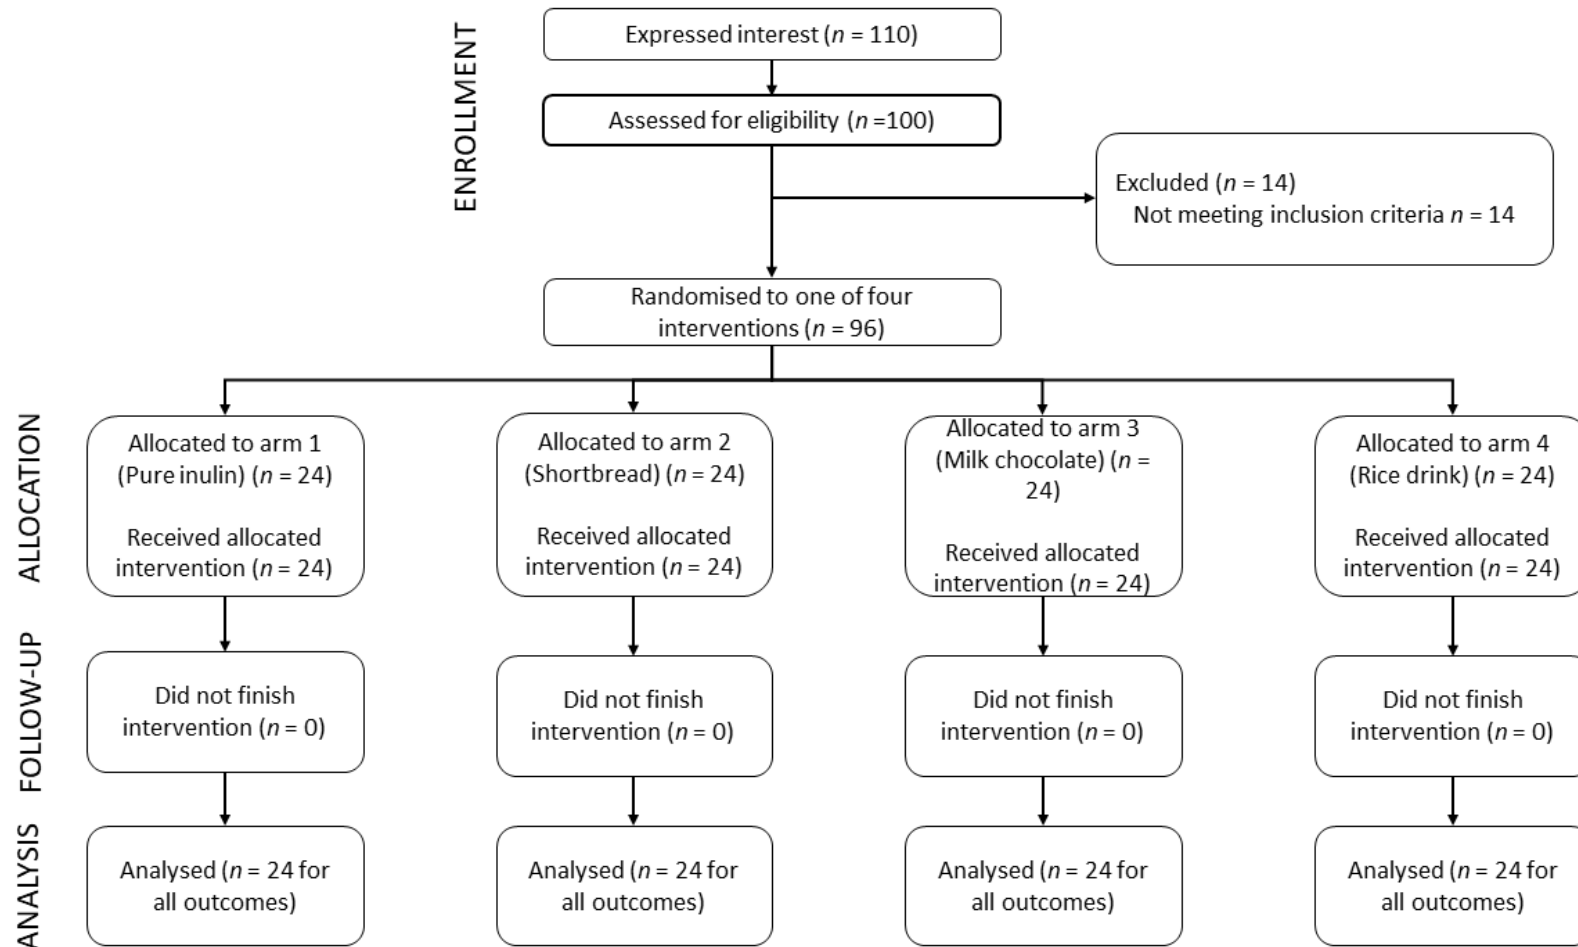 ENROLLMENT
Expressed interest (n = 110)
Assessed for eligibility (n =100)
Excluded (n = 14)
Not meeting inclusion criteria n = 14
Randomised to one of four
interventions (n = 96)
ALLOCATION
Allocated to arm 1
(Pure inulin) (n = 24)
Received allocated
intervention (n = 24)
Allocated to arm 2
(Shortbread) (n = 24)
Received allocated
intervention (n = 24)
Allocated to arm 3
(Milk chocolate) (n =
24)
Received allocated
intervention (n = 24)
Allocated to arm 4
(Rice drink) (n = 24)
Received allocated
intervention (n = 24)
FOLLOW-UP
Did not finish
intervention (n = 0)
Did not finish
intervention (n = 0)
Did not finish
intervention (n = 0)
Did not finish
intervention (n = 0)
ANALYSIS
Analysed (n = 24 for
all outcomes)
Analysed (n = 24 for
all outcomes)
Analysed (n = 24 for
all outcomes)
Analysed (n = 24 for
all outcomes)